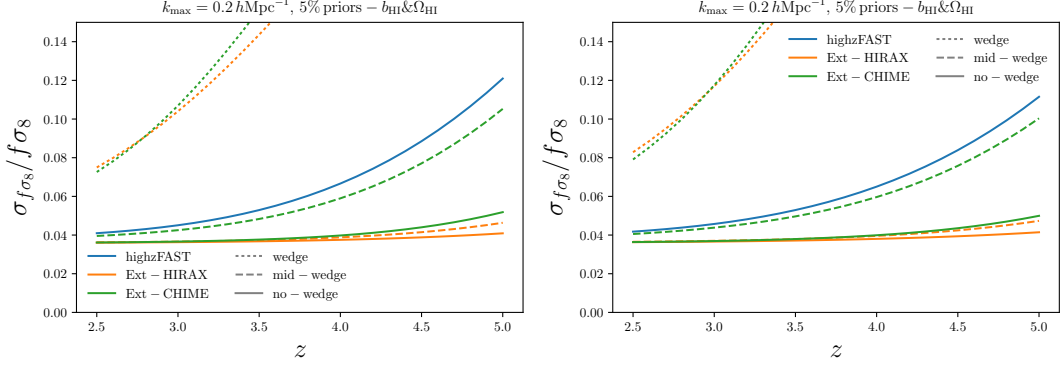 k_max = 0.2 h Mpc⁻¹, 5% priors − b_HI&Ω_HI
σ_fσ₈/fσ₈
0.14
0.12
0.10
0.08
0.06
0.04
0.02
0.00
highzFAST
Ext − HIRAX
Ext − CHIME
wedge
mid − wedge
no − wedge
2.5 3.0 3.5 4.0 4.5 5.0
z
k_max = 0.2 h Mpc⁻¹, 5% priors − b_HI&Ω_HI
σ_fσ₈/fσ₈
0.14
0.12
0.10
0.08
0.06
0.04
0.02
0.00
highzFAST
Ext − HIRAX
Ext − CHIME
wedge
mid − wedge
no − wedge
2.5 3.0 3.5 4.0 4.5 5.0
z